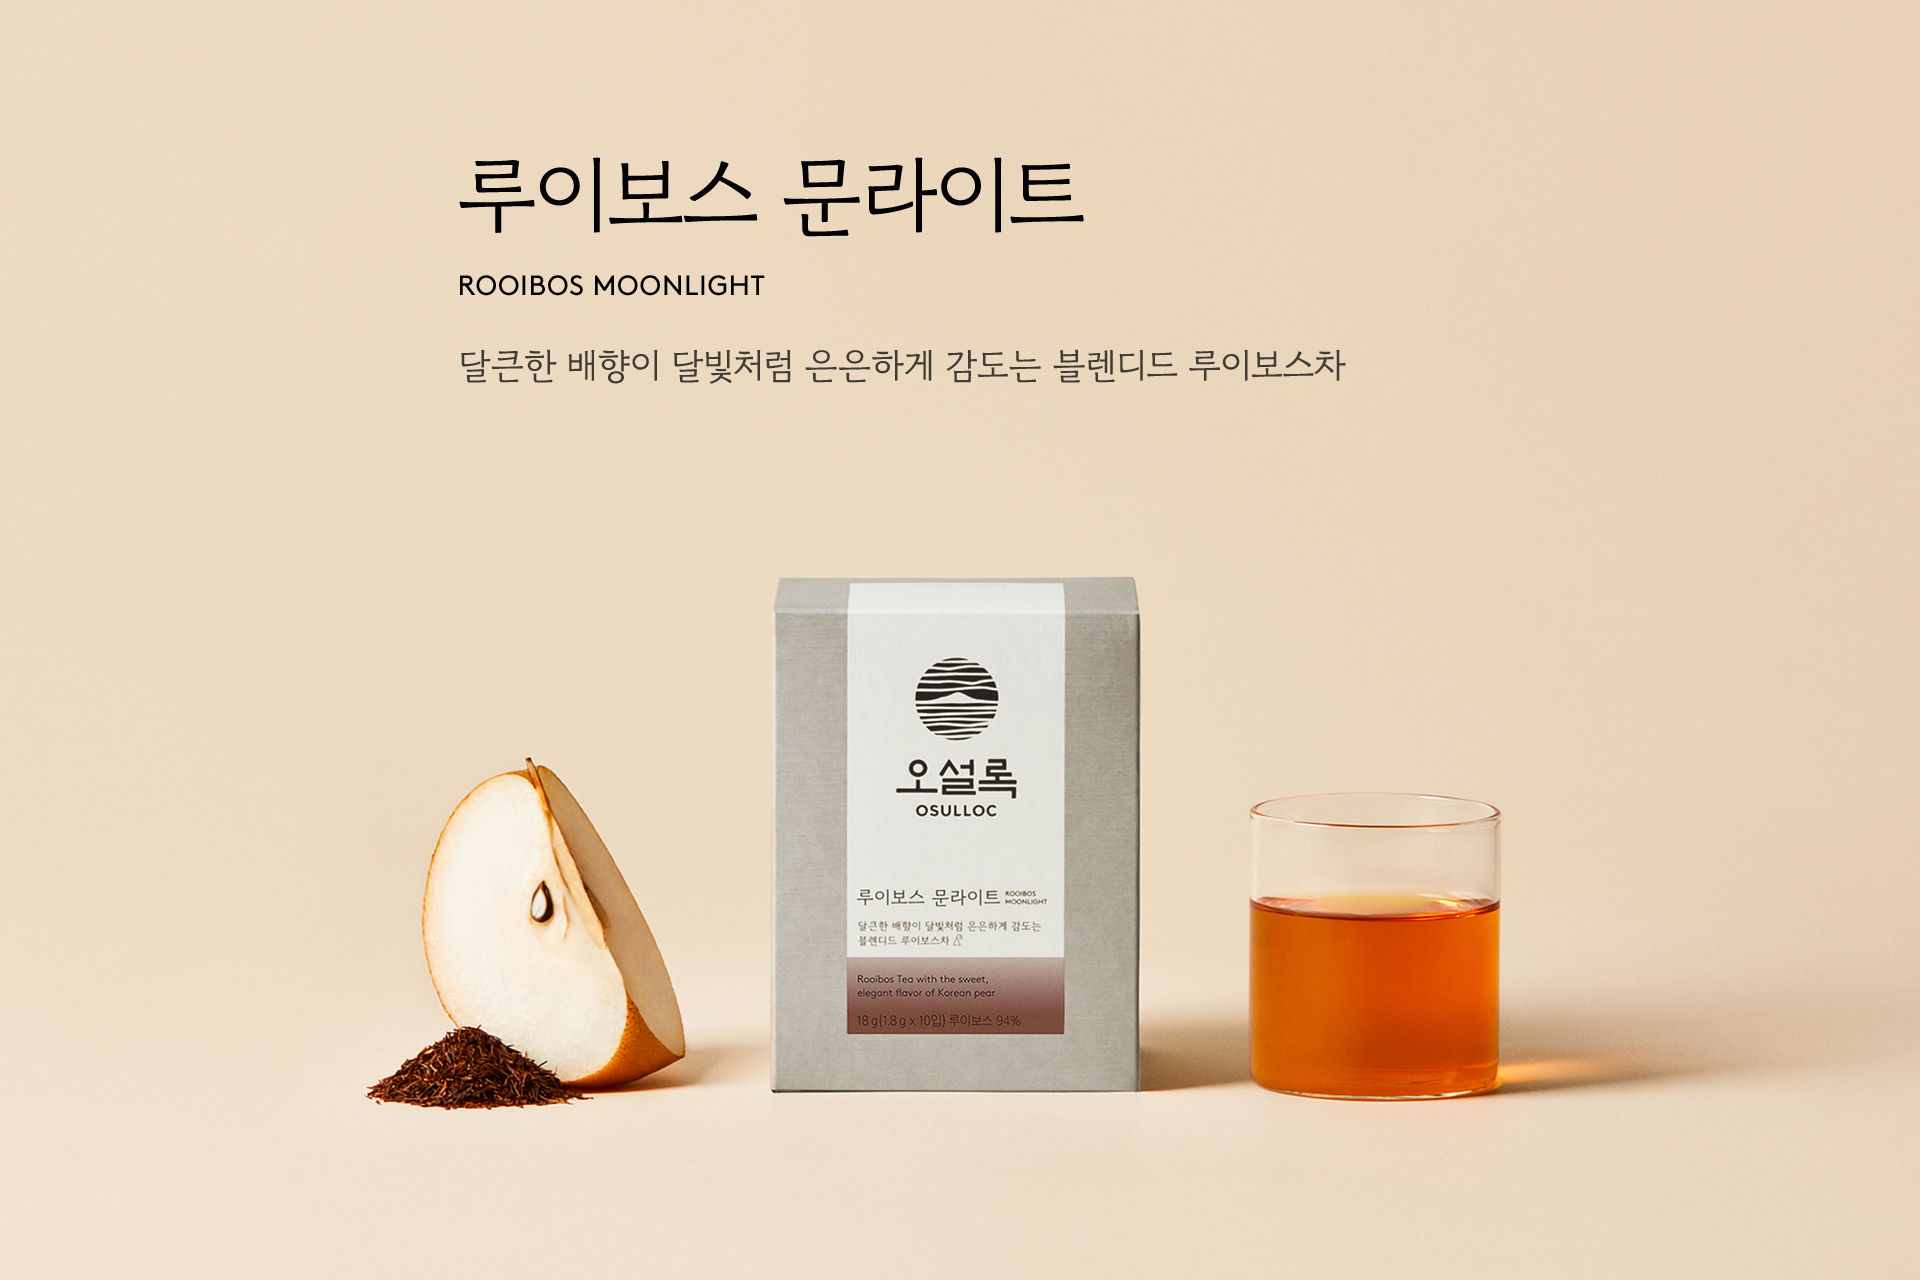 루이보스 문라이트
ROOIBOS MOONLIGHT
달큰한 배향이 달빛처럼 은은하게 감도는 블렌디드 루이보스차
오설록
OSULLOC
루이보스 문라이트 ROOIBOS
MOONLIGHT
달큰한 배향이 달빛처럼 은은하게 감도는
블렌디드 루이보스차
Rooibos Tea with the sweet,
elegant flavor of Korean pear
18 g(1.8 g x 10입) 루이보스 94%